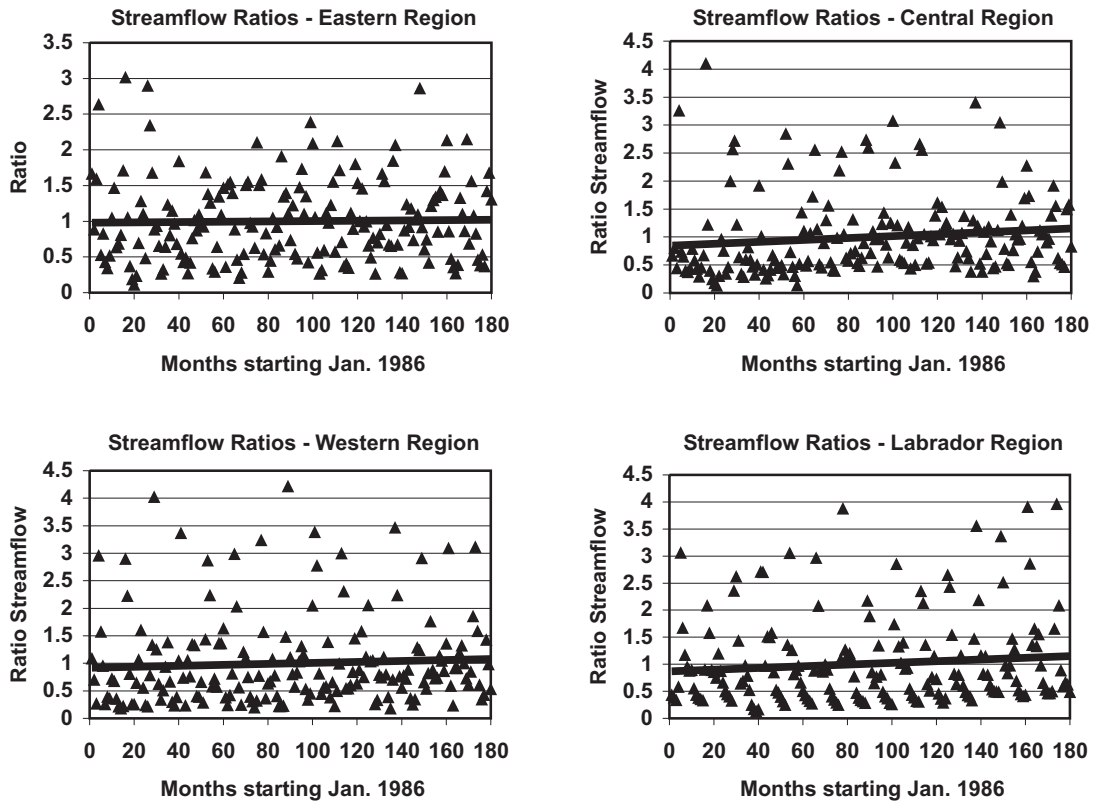 Streamflow Ratios - Eastern Region
3.5
3
2.5
2
1.5
1
0.5
0
Ratio
0 20 40 60 80 100 120 140 160 180
Months starting Jan. 1986
Streamflow Ratios - Central Region
4.5
4
3.5
3
2.5
2
1.5
1
0.5
0
Ratio Streamflow
0 20 40 60 80 100 120 140 160 180
Months starting Jan. 1986
Streamflow Ratios - Western Region
4.5
4
3.5
3
2.5
2
1.5
1
0.5
0
Ratio Streamflow
0 20 40 60 80 100 120 140 160 180
Months starting Jan. 1986
Streamflow Ratios - Labrador Region
4.5
4
3.5
3
2.5
2
1.5
1
0.5
0
Ratio Streamflow
0 20 40 60 80 100 120 140 160 180
Months starting Jan. 1986